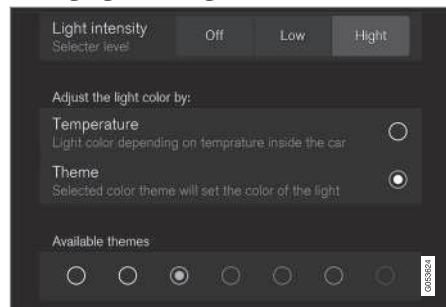 Light intensity
Selecter level
Off Low Hight
Adjust the light color by:
Temperature
Light color depending on temprature inside the car
Theme
Selected color theme will set the color of the light
Available themes
G053624